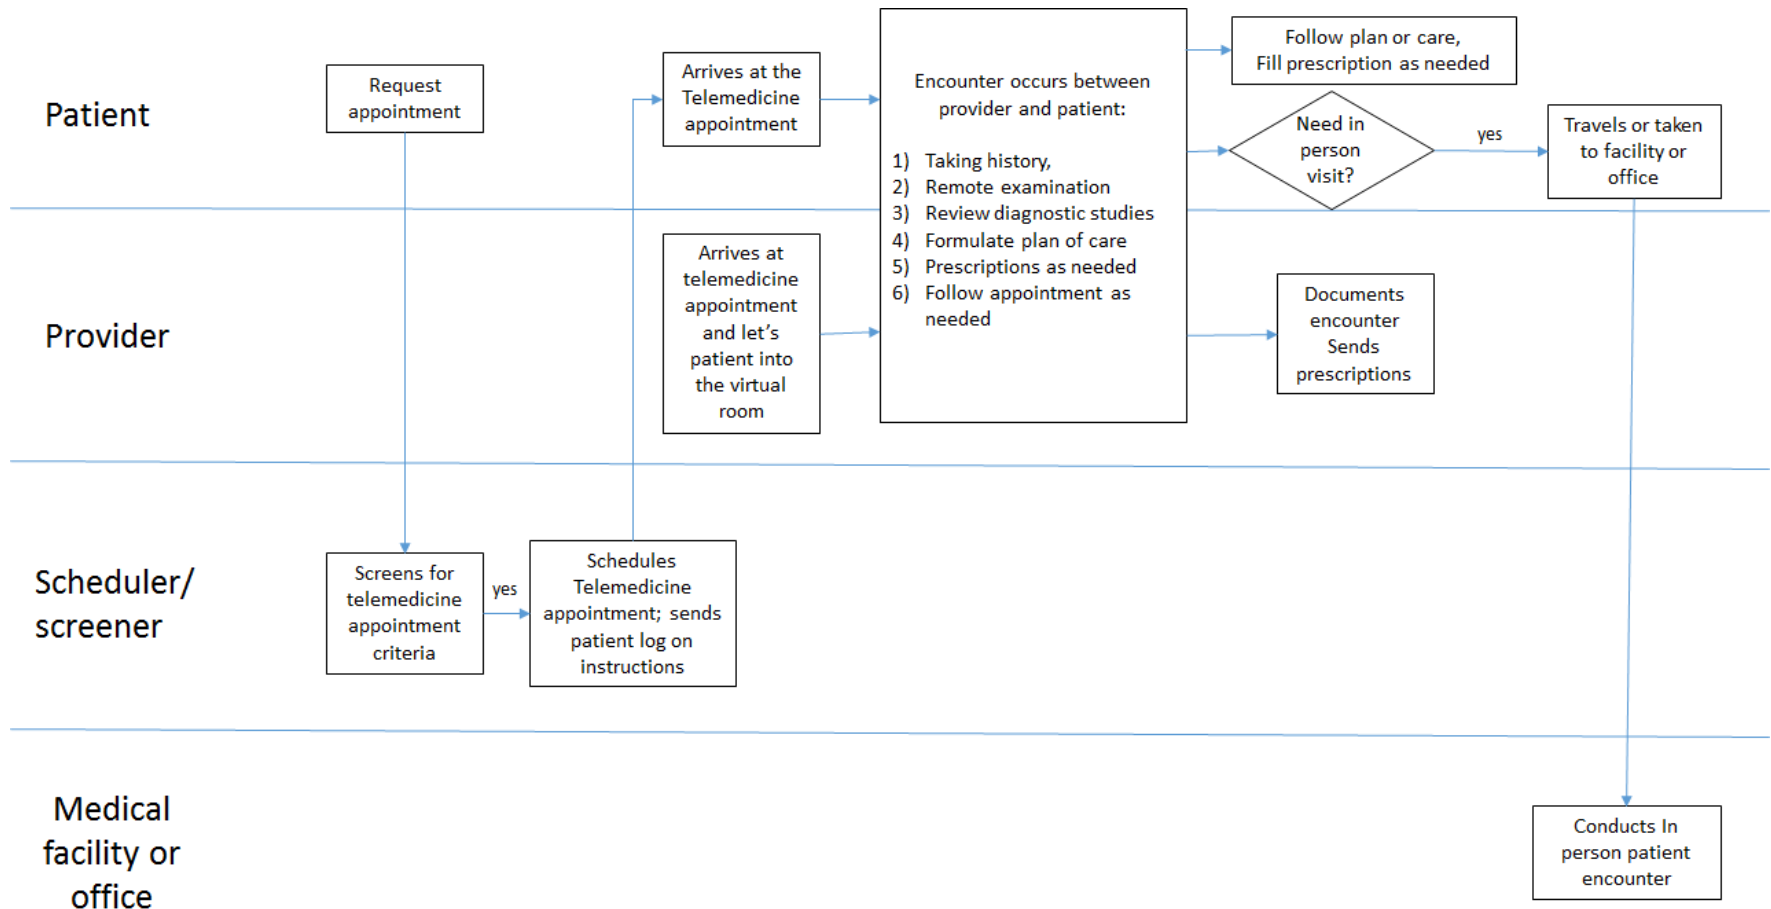 Patient
Request
appointment
Arrives at the
Telemedicine
appointment
Encounter occurs between
provider and patient:
1) Taking history,
2) Remote examination
3) Review diagnostic studies
4) Formulate plan of care
5) Prescriptions as needed
6) Follow appointment as
needed
Follow plan or care,
Fill prescription as needed
Need in
person
visit?
yes
Travels or taken
to facility or
office
Provider
Arrives at
telemedicine
appointment
and let's
patient into
the virtual
room
Documents
encounter
Sends
prescriptions
Scheduler/
screener
Screens for
telemedicine
appointment
criteria
yes
Schedules
Telemedicine
appointment; sends
patient log on
instructions
Medical
facility or
office
Conducts In
person patient
encounter